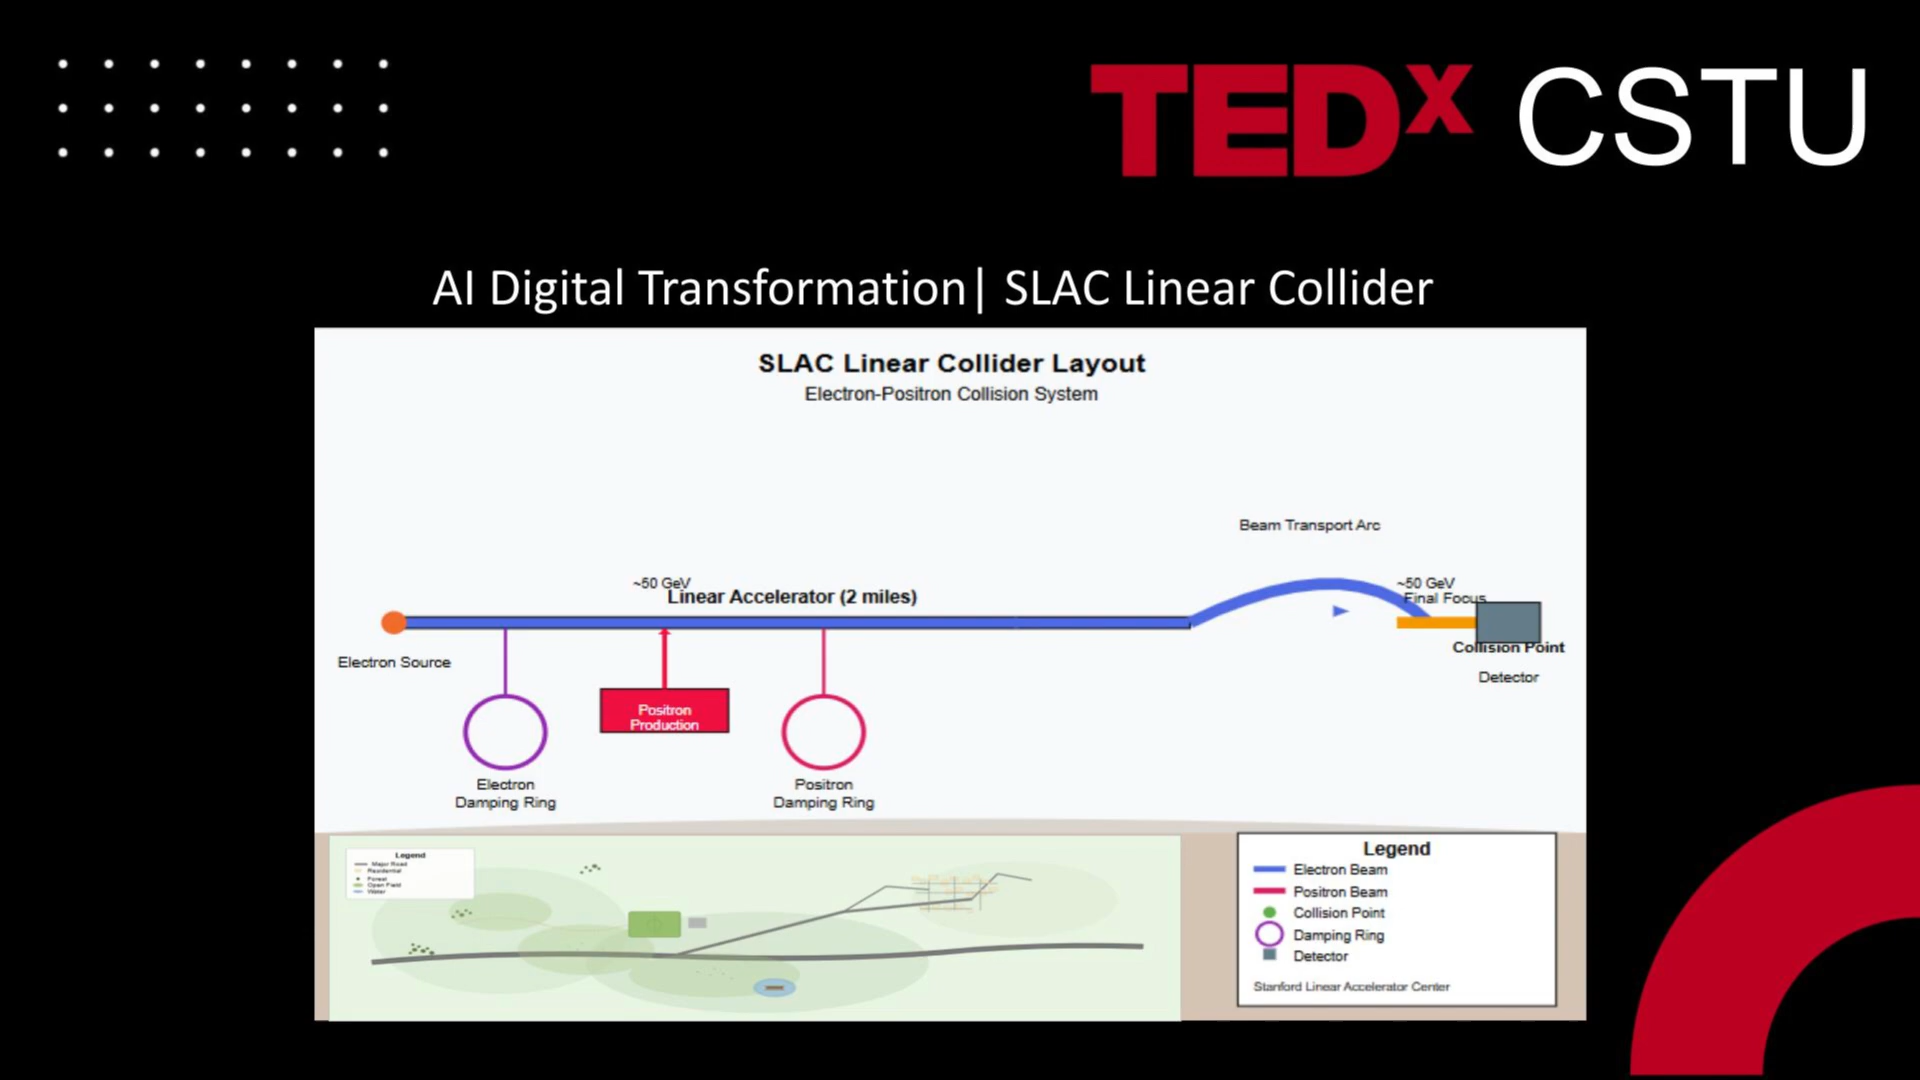 TEDx CSTU
AI Digital Transformation| SLAC Linear Collider
SLAC Linear Collider Layout
Electron-Positron Collision System
Beam Transport Arc
~50 GeV
Linear Accelerator (2 miles)
~50 GeV
Final Focus
Collision Point
Detector
Electron Source
Positron
Production
Electron
Damping Ring
Positron
Damping Ring
Legend
Major Road
Residential
Forest
Open Field
Water
Legend
Electron Beam
Positron Beam
Collision Point
Damping Ring
Detector
Stanford Linear Accelerator Center